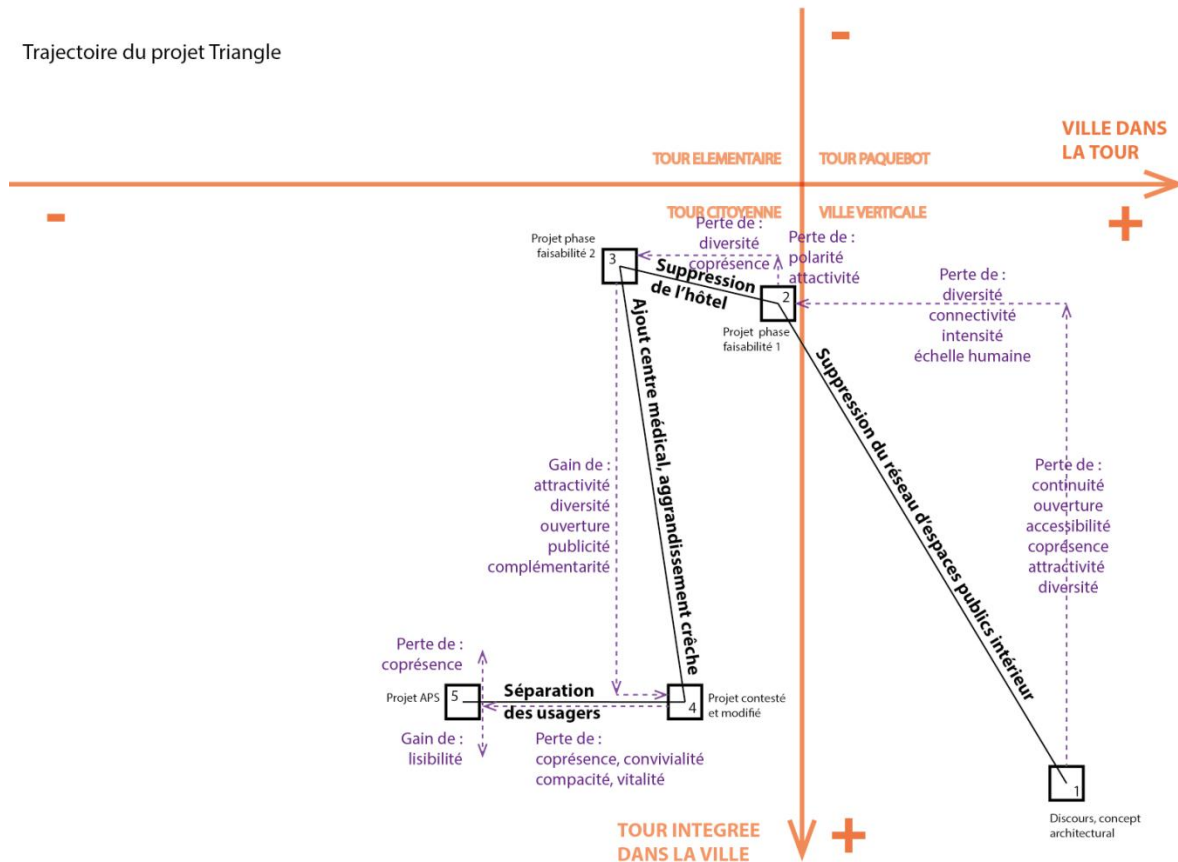 Trajectoire du projet Triangle
-
VILLE DANS
LA TOUR
TOUR ELEMENTAIRE
TOUR PAQUEBOT
-
+
TOUR CITOYENNE
VILLE VERTICALE
Projet phase
faisabilité 2
3
Perte de :
diversité
coprésence
Perte de :
polarité
attactivité
Suppression
de l'hôtel
2
Projet phase
faisabilité 1
Perte de :
diversité
connectivité
intensité
échelle humaine
Suppression du réseau d'espaces publics intérieur
Ajout centre médical, aggrandissement crêche
Gain de :
attractivité
diversité
ouverture
publicité
complémentarité
Perte de :
continuité
ouverture
accessibilité
coprésence
attractivité
diversité
Perte de :
coprésence
Projet APS
5
Séparation
des usagers
4
Projet contesté
et modifié
Gain de :
lisibilité
Perte de :
coprésence, convivialité
compacité, vitalité
1
Discours, concept
architectural
TOUR INTEGREE
DANS LA VILLE
+